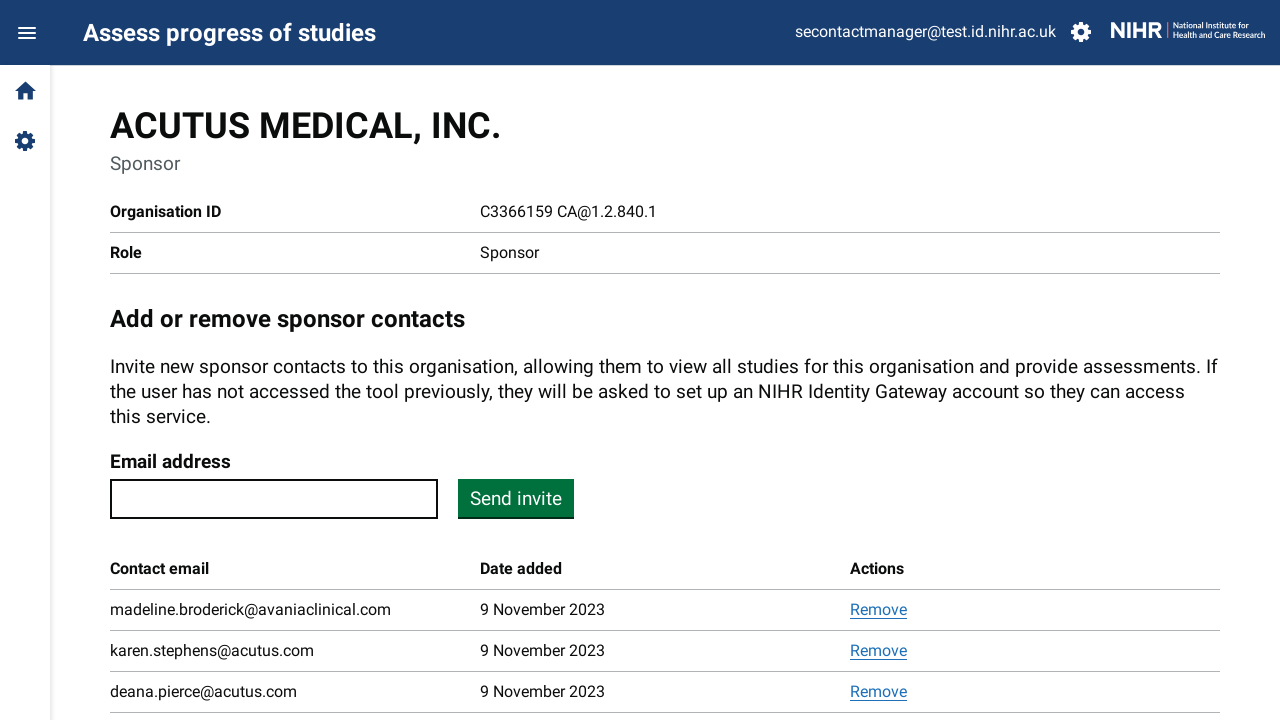 Assess progress of studies
secontactmanager@test.id.nihr.ac.uk
NIHR
National Institute for
Health and Care Research
ACUTUS MEDICAL, INC.
Sponsor
Organisation ID C3366159 CA@1.2.840.1
Role Sponsor
Add or remove sponsor contacts
Invite new sponsor contacts to this organisation, allowing them to view all studies for this organisation and provide assessments. If
the user has not accessed the tool previously, they will be asked to set up an NIHR Identity Gateway account so they can access
this service.
Email address
Send invite
Contact email Date added Actions
madeline.broderick@avaniaclinical.com 9 November 2023 Remove
karen.stephens@acutus.com 9 November 2023 Remove
deana.pierce@acutus.com 9 November 2023 Remove